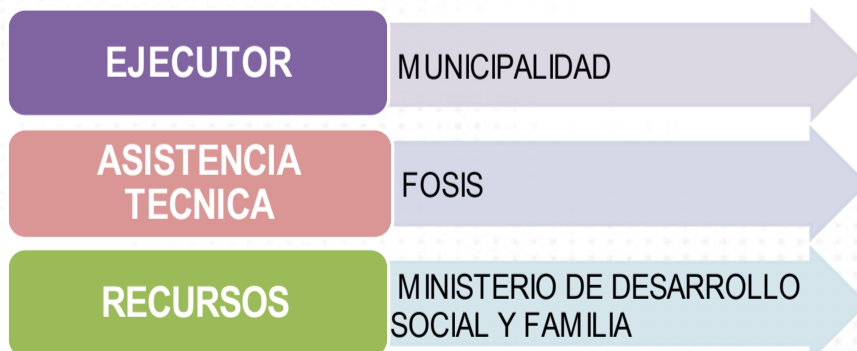 EJECUTOR
MUNICIPALIDAD
ASISTENCIA
TECNICA
FOSIS
RECURSOS
MINISTERIO DE DESARROLLO
SOCIAL Y FAMILIA